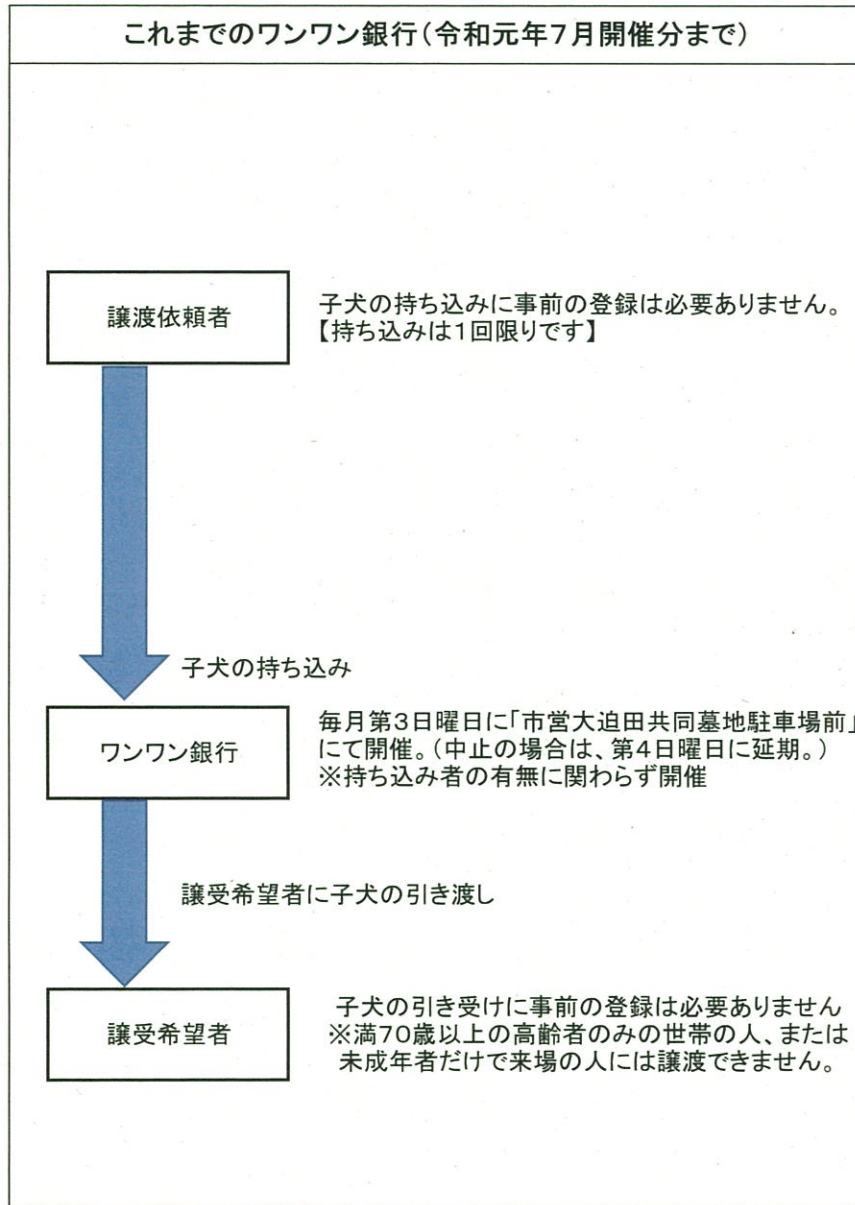 これまでのワンワン銀行(令和元年7月開催分まで)
譲渡依頼者
子犬の持ち込みに事前の登録は必要ありません。
【持ち込みは1回限りです】
子犬の持ち込み
ワンワン銀行
毎月第3日曜日に「市営大迫田共同墓地駐車場前」
にて開催。(中止の場合は、第4日曜日に延期。)
※持ち込み者の有無に関わらず開催
譲受希望者に子犬の引き渡し
譲受希望者
子犬の引き受けに事前の登録は必要ありません
※満70歳以上の高齢者のみの世帯の人、または
未成年者だけで来場の人には譲渡できません。